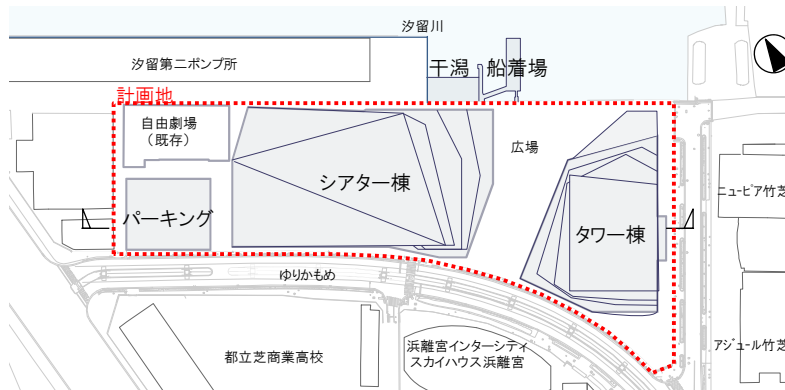 汐留川
汐留第二ポンプ所
干潟
船着場
計画地
自由劇場
（既存）
広場
シアター棟
パーキング
タワー棟
ニューピア竹芝
ゆりかもめ
都立芝商業高校
浜離宮インターシティ
スカイハウス浜離宮
アジュール竹芝